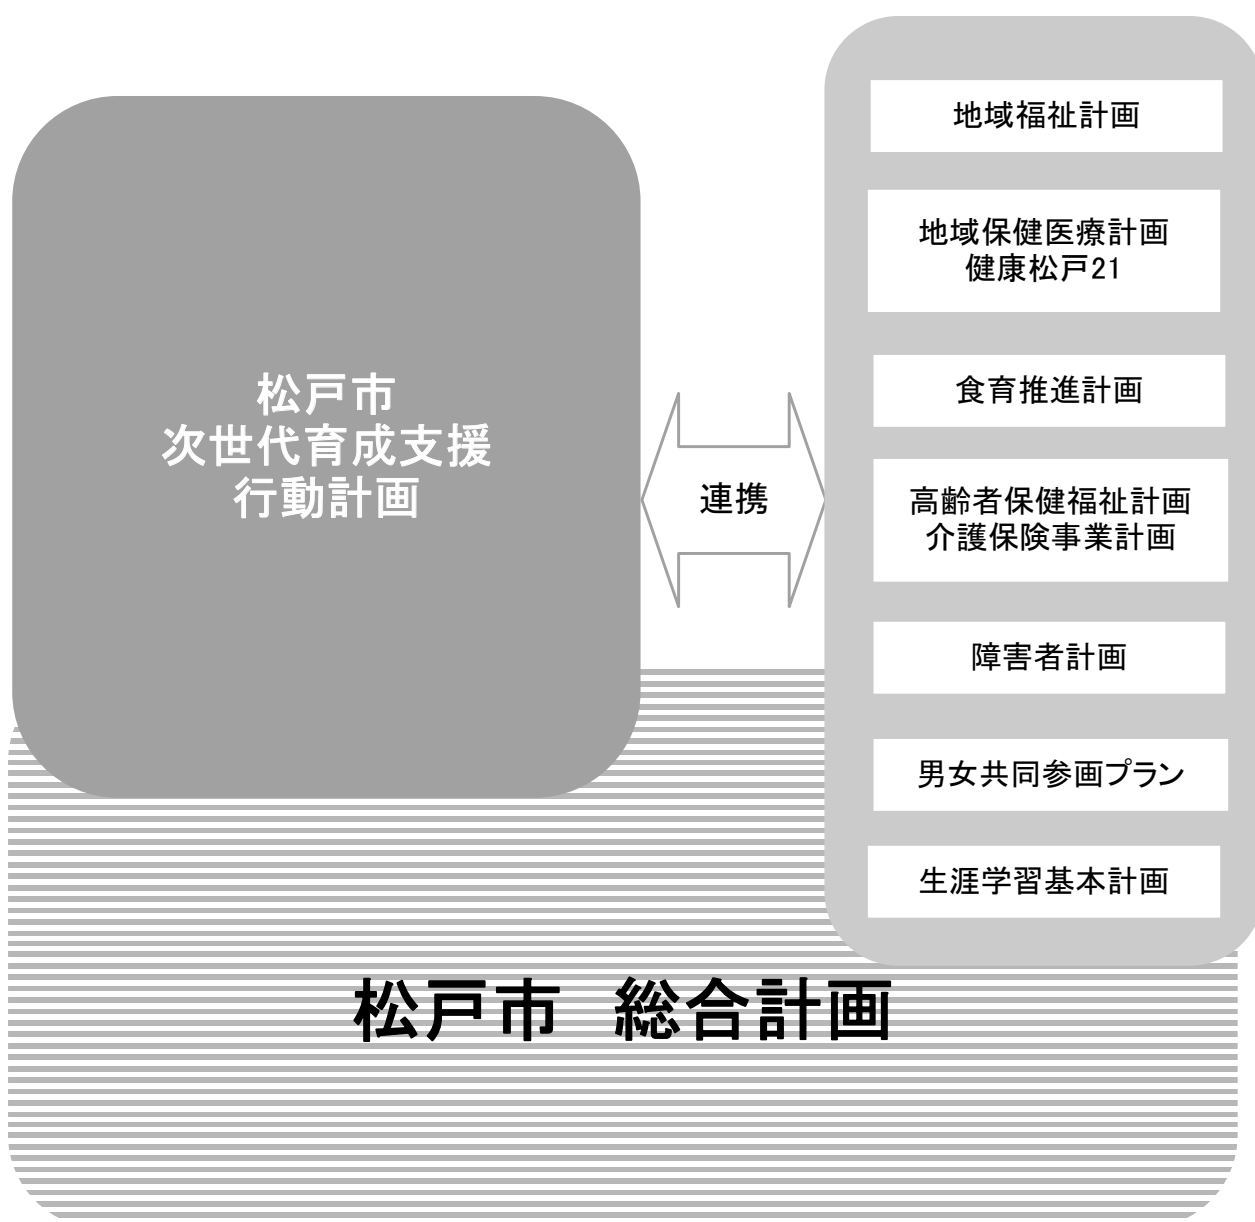 松戸市
次世代育成支援
行動計画
連携
地域福祉計画
地域保健医療計画
健康松戸21
食育推進計画
高齢者保健福祉計画
介護保険事業計画
障害者計画
男女共同参画プラン
生涯学習基本計画
松戸市　総合計画